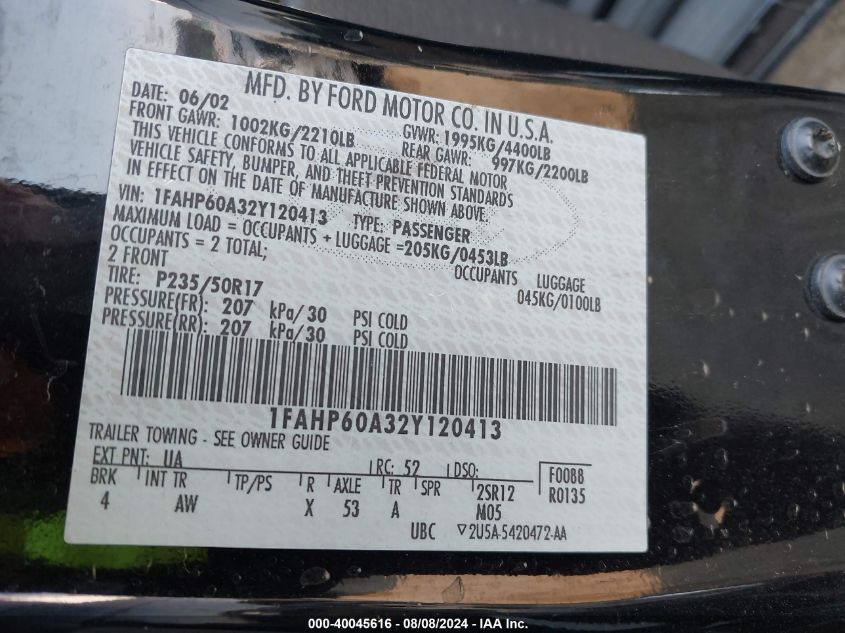 MFD. BY FORD MOTOR CO. IN U.S.A.
DATE: 06/02 GVWR: 1995KG/4400LB
FRONT GAWR: 1002KG/2210LB REAR GAWR: 997KG/2200LB
THIS VEHICLE CONFORMS TO ALL APPLICABLE FEDERAL MOTOR
VEHICLE SAFETY, BUMPER, AND THEFT PREVENTION STANDARDS
IN EFFECT ON THE DATE OF MANUFACTURE SHOWN ABOVE.
VIN: 1FAHP60A32Y120413 TYPE: PASSENGER
MAXIMUM LOAD = OCCUPANTS + LUGGAGE = 205KG/0453LB
OCCUPANTS = 2 TOTAL; OCCUPANTS LUGGAGE
2 FRONT 045KG/0100LB
TIRE: P235/50R17
PRESSURE(FR): 207 kPa/30 PSI COLD
PRESSURE(RR): 207 kPa/30 PSI COLD
1FAHP60A32Y120413
TRAILER TOWING - SEE OWNER GUIDE
EXT PNT: UA RC: 52 DSO: F0088
BRK INT TR TP/PS R AXLE TR SPR 2SR12 R0135
4 AW X 53 A M05
UBC 2U5A-5420472-AA
000-40045616 - 08/08/2024 - IAA Inc.